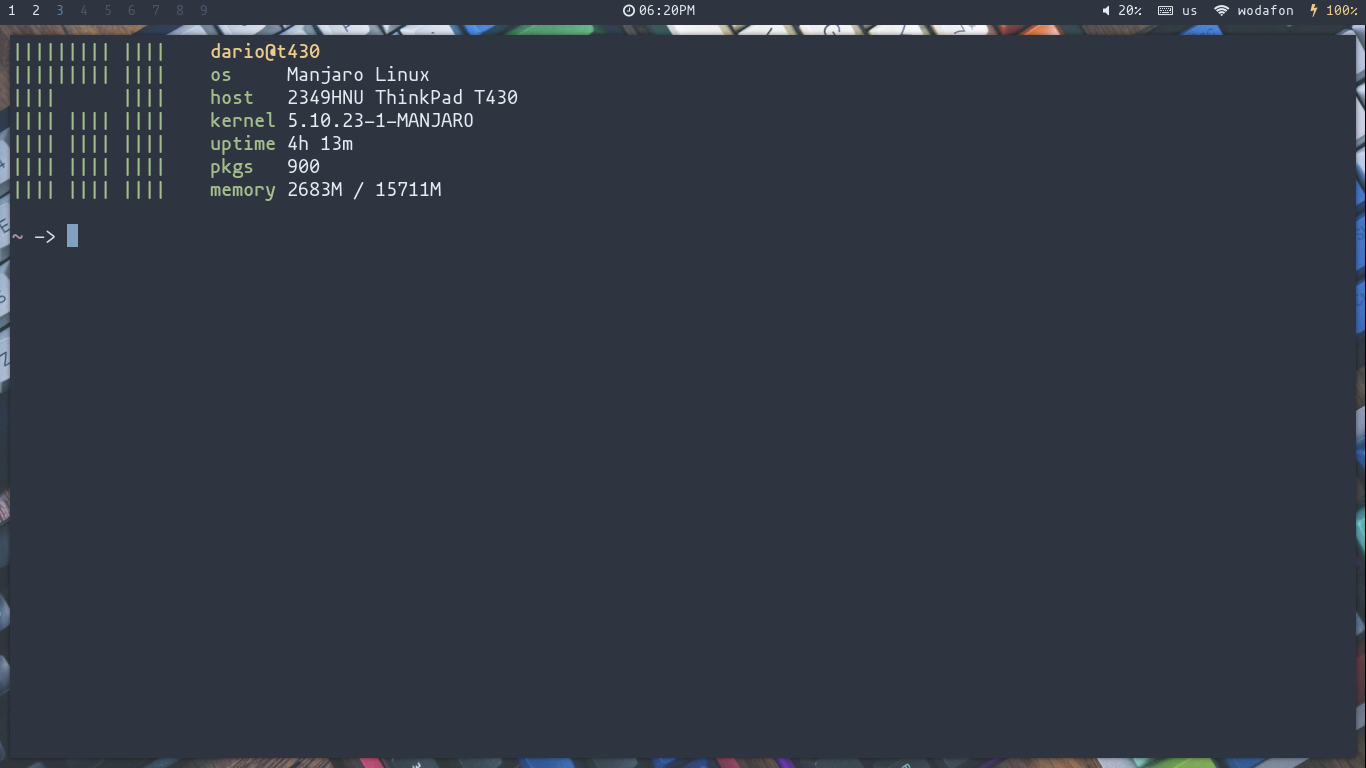 1 2 3 4 5 6 7 8 9 06:20PM 20% us wodafon 100%
dario@t430
os Manjaro Linux
host 2349HNU ThinkPad T430
kernel 5.10.23-1-MANJARO
uptime 4h 13m
pkgs 900
memory 2683M / 15711M
~ ->